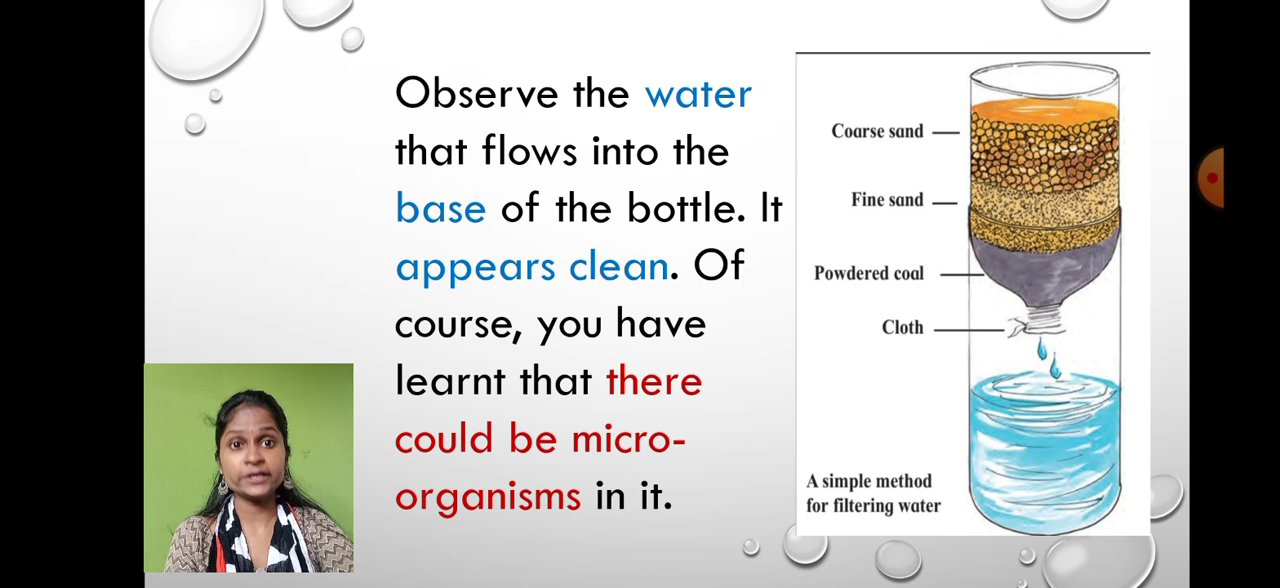 Observe the water
that flows into the
base of the bottle. It
appears clean. Of
course, you have
learnt that there
could be micro-
organisms in it.
Coarse sand
Fine sand
Powdered coal
Cloth
A simple method
for filtering water